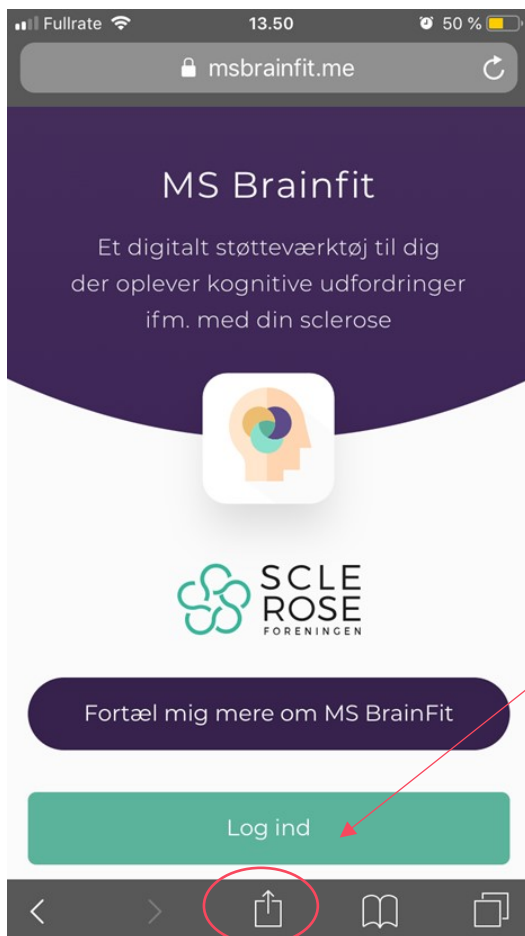 Fullrate 13.50 50 %
msbrainfit.me
MS Brainfit
Et digitalt støtteværktøj til dig
der oplever kognitive udfordringer
ifm. med din sclerose
SCLE
ROSE
FORENINGEN
Fortæl mig mere om MS BrainFit
Log ind